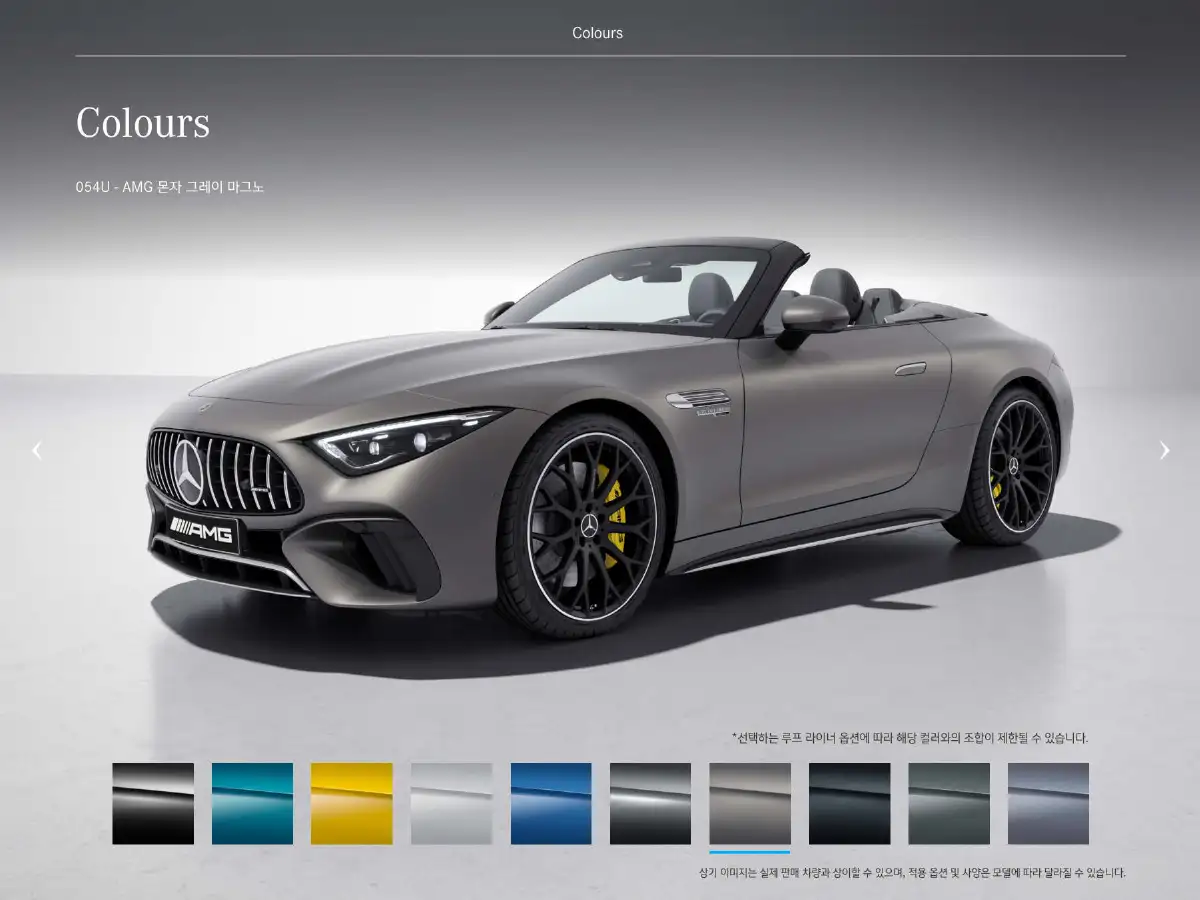 Colours
Colours
054U - AMG 몬자 그레이 마그노
AMG
*선택하는 루프 라이너 옵션에 따라 해당 컬러와의 조합이 제한될 수 있습니다.
상기 이미지는 실제 판매 차량과 상이할 수 있으며, 적용 옵션 및 사양은 모델에 따라 달라질 수 있습니다.